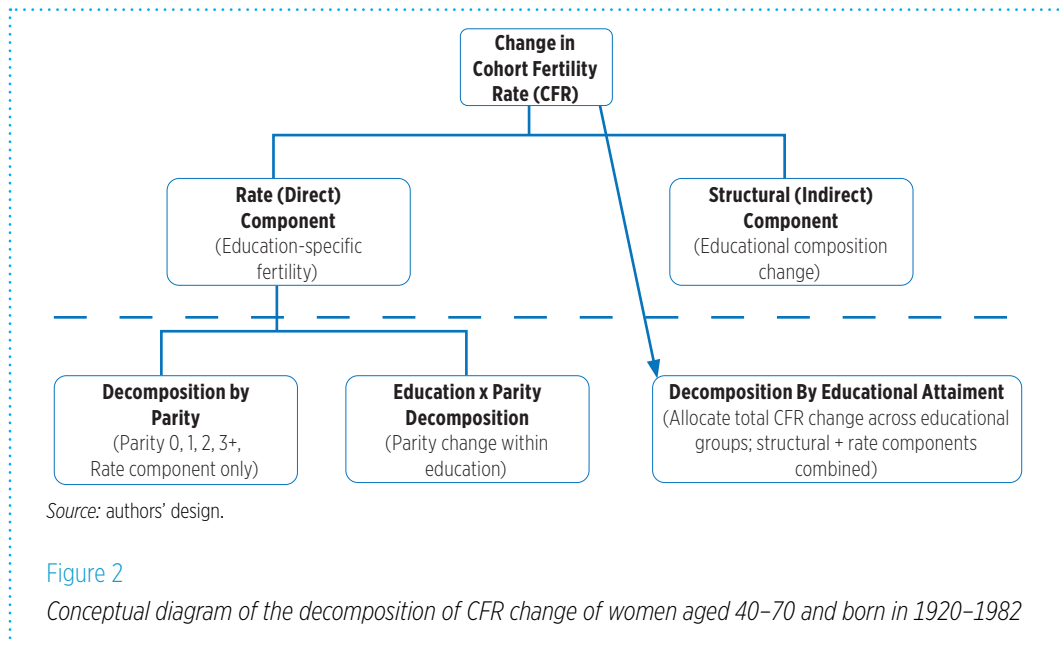 Change in
Cohort Fertility
Rate (CFR)
Rate (Direct)
Component
(Education-specific
fertility)
Structural (Indirect)
Component
(Educational composition
change)
Decomposition by
Parity
(Parity 0, 1, 2, 3+,
Rate component only)
Education x Parity
Decomposition
(Parity change within
education)
Decomposition By Educational Attaiment
(Allocate total CFR change across educational
groups; structural + rate components
combined)
Source: authors’ design.
Figure 2
Conceptual diagram of the decomposition of CFR change of women aged 40–70 and born in 1920–1982